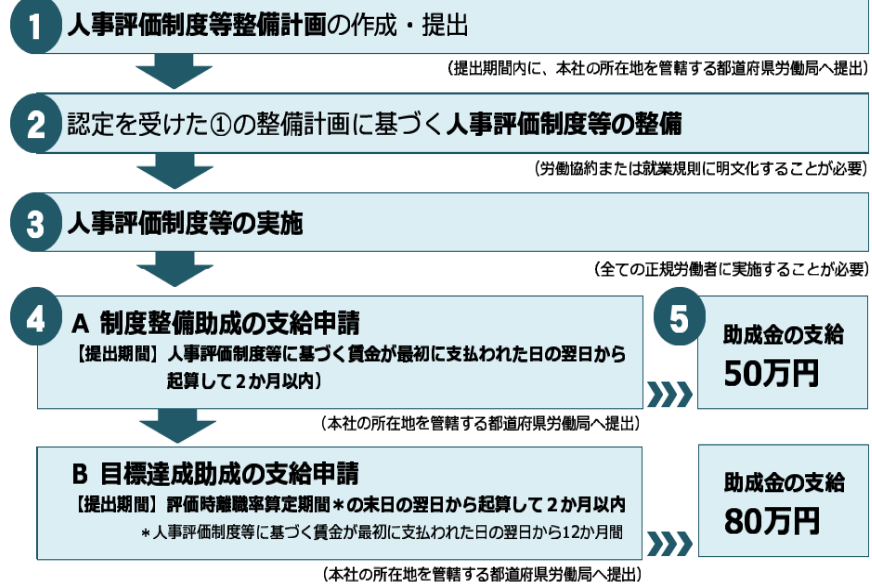 1 人事評価制度等整備計画の作成・提出
(提出期間内に、本社の所在地を管轄する都道府県労働局へ提出)
2 認定を受けた①の整備計画に基づく人事評価制度等の整備
(労働協約または就業規則に明文化することが必要)
3 人事評価制度等の実施
(全ての正規労働者に実施することが必要)
4 A 制度整備助成の支給申請
【提出期間】人事評価制度等に基づく賃金が最初に支払われた日の翌日から
起算して2か月以内)
(本社の所在地を管轄する都道府県労働局へ提出)
5 助成金の支給
50万円
B 目標達成助成の支給申請
【提出期間】評価時離職率算定期間*の末日の翌日から起算して2か月以内
*人事評価制度等に基づく賃金が最初に支払われた日の翌日から12か月間
(本社の所在地を管轄する都道府県労働局へ提出)
助成金の支給
80万円